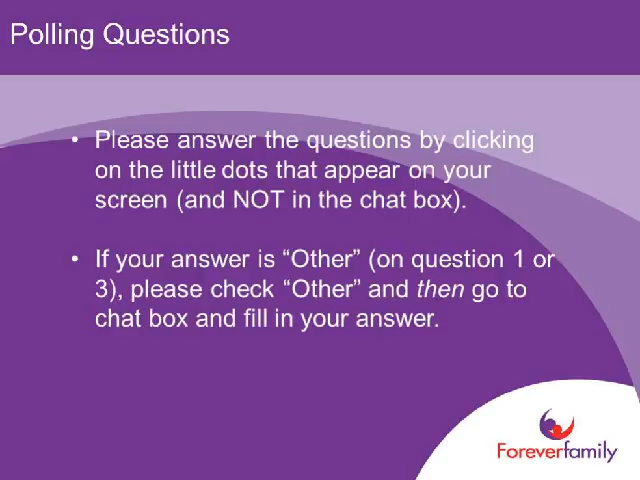 Polling Questions
• Please answer the questions by clicking
on the little dots that appear on your
screen (and NOT in the chat box).
• If your answer is “Other” (on question 1 or
3), please check “Other” and then go to
chat box and fill in your answer.
Foreverfamily